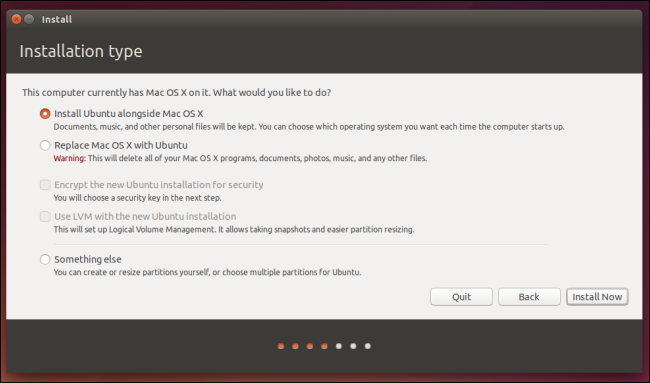 Install
Installation type
This computer currently has Mac OS X on it. What would you like to do?
Install Ubuntu alongside Mac OS X
Documents, music, and other personal files will be kept. You can choose which operating system you want each time the computer starts up.
Replace Mac OS X with Ubuntu
Warning: This will delete all of your Mac OS X programs, documents, photos, music, and any other files.
Encrypt the new Ubuntu installation for security
You will choose a security key in the next step.
Use LVM with the new Ubuntu installation
This will set up Logical Volume Management. It allows taking snapshots and easier partition resizing.
Something else
You can create or resize partitions yourself, or choose multiple partitions for Ubuntu.
Quit Back Install Now